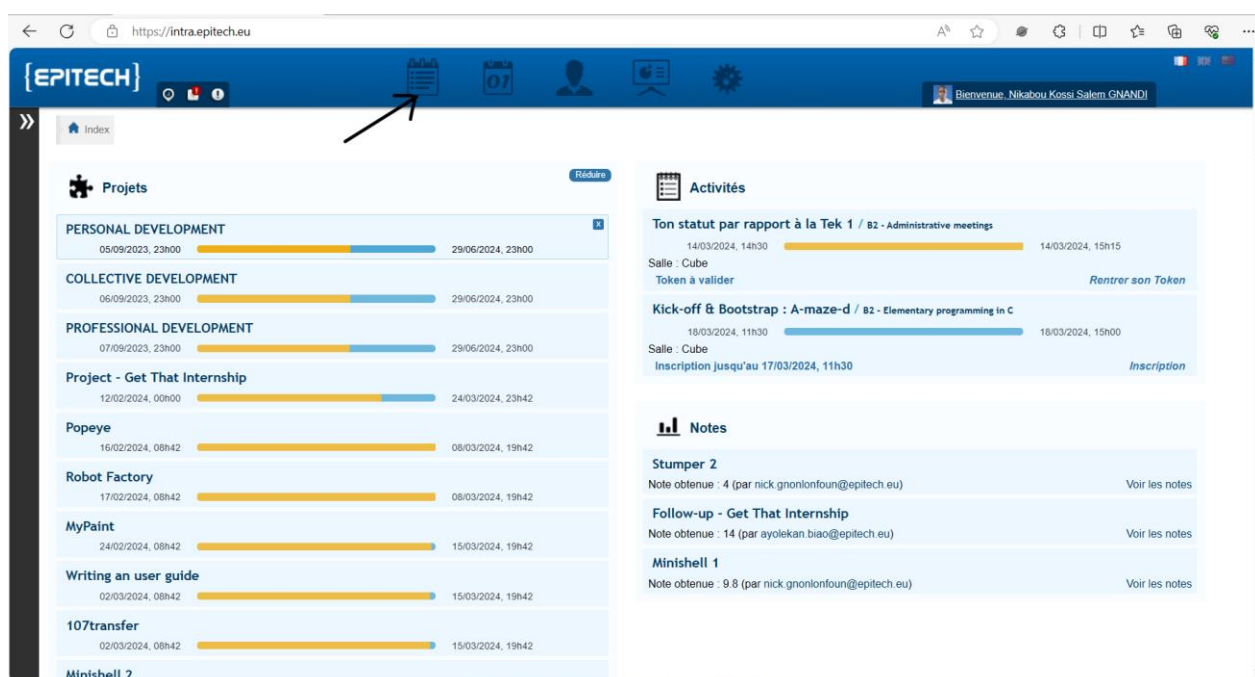 https://intra.epitech.eu
{EPITECH}
01
Bienvenue, Nikabou Kossi Salem GNANDI
Index
Projets
Réduire
PERSONAL DEVELOPMENT
x
05/09/2023, 23h00 29/06/2024, 23h00
COLLECTIVE DEVELOPMENT
06/09/2023, 23h00 29/06/2024, 23h00
PROFESSIONAL DEVELOPMENT
07/09/2023, 23h00 29/06/2024, 23h00
Project - Get That Internship
12/02/2024, 00h00 24/03/2024, 23h42
Popeye
16/02/2024, 08h42 08/03/2024, 19h42
Robot Factory
17/02/2024, 08h42 08/03/2024, 19h42
MyPaint
24/02/2024, 08h42 15/03/2024, 19h42
Writing an user guide
02/03/2024, 08h42 15/03/2024, 19h42
107transfer
02/03/2024, 08h42 15/03/2024, 19h42
Minishell 2
Activités
Ton statut par rapport à la Tek 1 / B2 - Administrative meetings
14/03/2024, 14h30 14/03/2024, 15h15
Salle : Cube
Token à valider Rentrer son Token
Kick-off & Bootstrap : A-maze-d / B2 - Elementary programming in C
18/03/2024, 11h30 18/03/2024, 15h00
Salle : Cube
Inscription jusqu'au 17/03/2024, 11h30 Inscription
Notes
Stumper 2
Note obtenue : 4 (par nick.gnonlonfoun@epitech.eu) Voir les notes
Follow-up - Get That Internship
Note obtenue : 14 (par ayolekan.biao@epitech.eu) Voir les notes
Minishell 1
Note obtenue : 9.8 (par nick.gnonlonfoun@epitech.eu) Voir les notes